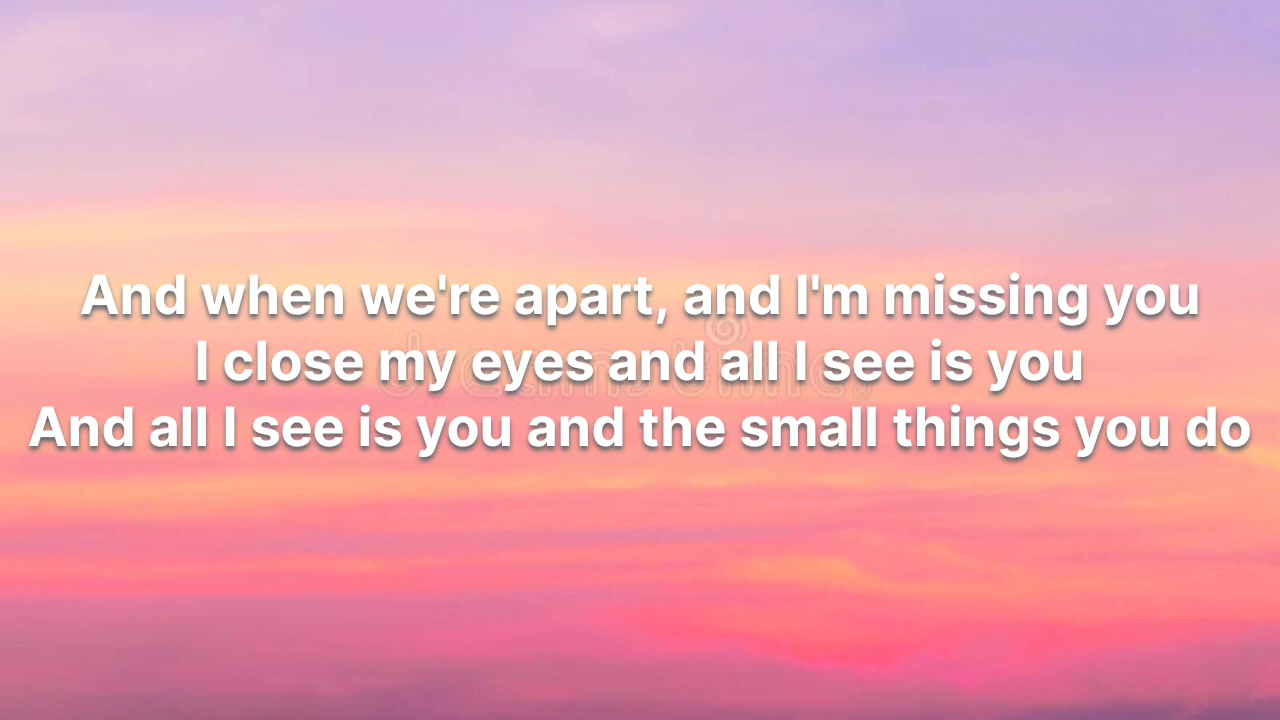 And when we're apart, and I'm missing you
I close my eyes and all I see is you
And all I see is you and the small things you do
dreamstime